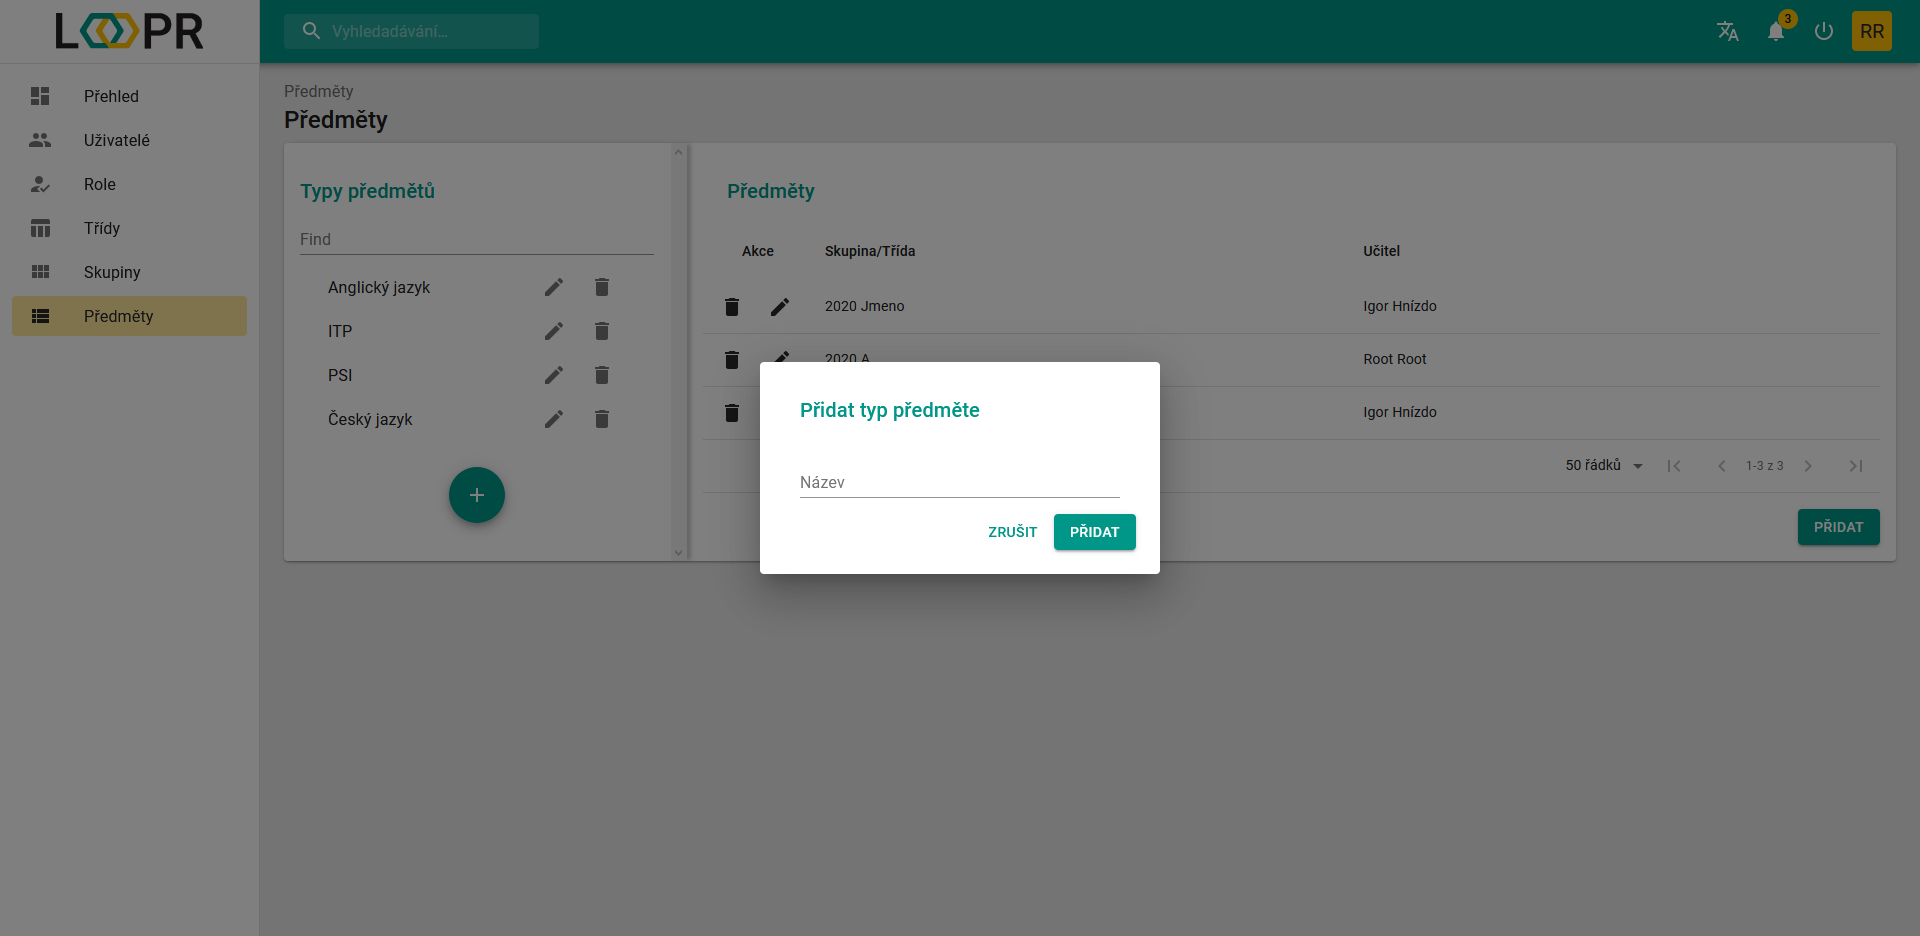 LOOPR
Vyhledadávání...
3
RR
Přehled
Uživatelé
Role
Třídy
Skupiny
Předměty
Předměty
Předměty
Typy předmětů
Find
Anglický jazyk
ITP
PSI
Český jazyk
+
Předměty
Akce Skupina/Třída Učitel
2020 Jmeno Igor Hnízdo
2020 A Root Root
Igor Hnízdo
50 řádků 1-3 z 3
PŘIDAT
Přidat typ předměte
Název
ZRUŠIT PŘIDAT